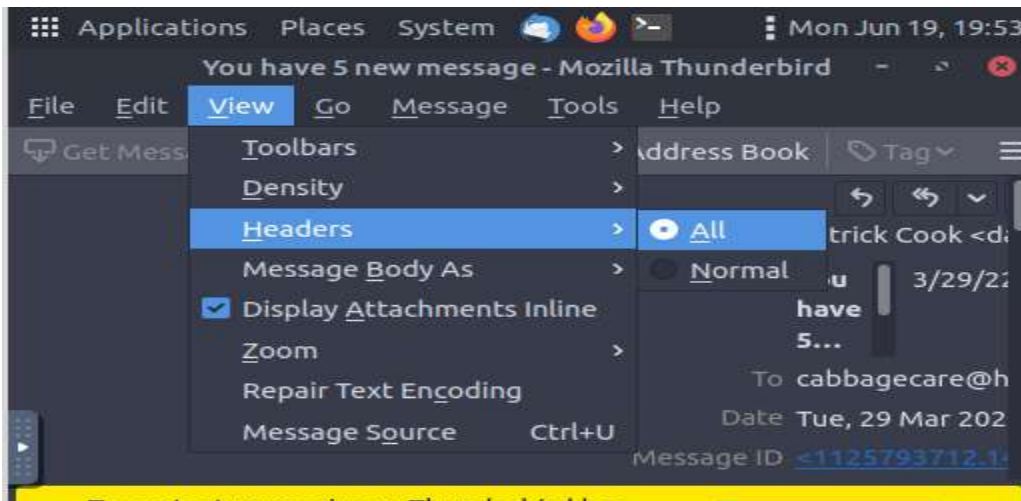 Applications Places System Mon Jun 19, 19:53
You have 5 new message - Mozilla Thunderbird
File Edit View Go Message Tools Help
Get Mess Address Book Tag
Toolbars
Density
Headers
All
trick Cook
Message Body As
Normal
3/29/22
Display Attachments Inline
have
5...
Zoom
To cabbagecare@h
Repair Text Encoding
Date Tue, 29 Mar 202
Message Source Ctrl+U
Message ID <1125793712.1